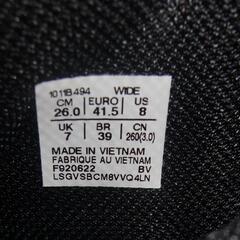 1011B494 WIDE
CM EURO US
26.0 41.5 8
UK BR CN
7 39 260(3.0)
MADE IN VIETNAM
FABRIQUE AU VIETNAM
F920622 BV
LSGVSBCM8VVQ4LN